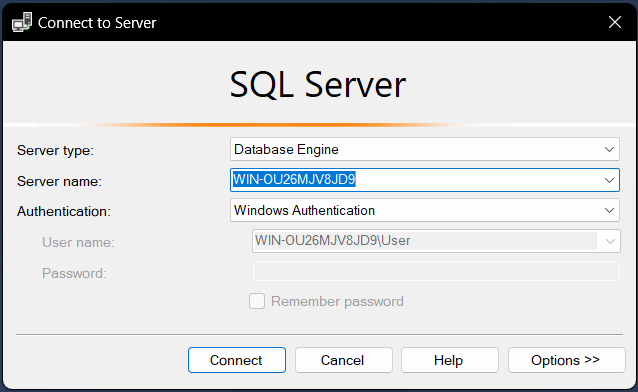 Connect to Server
SQL Server
Server type: Database Engine
Server name: WIN-OU26MJV8JD9
Authentication: Windows Authentication
User name: WIN-OU26MJV8JD9\User
Password:
Remember password
Connect Cancel Help Options >>